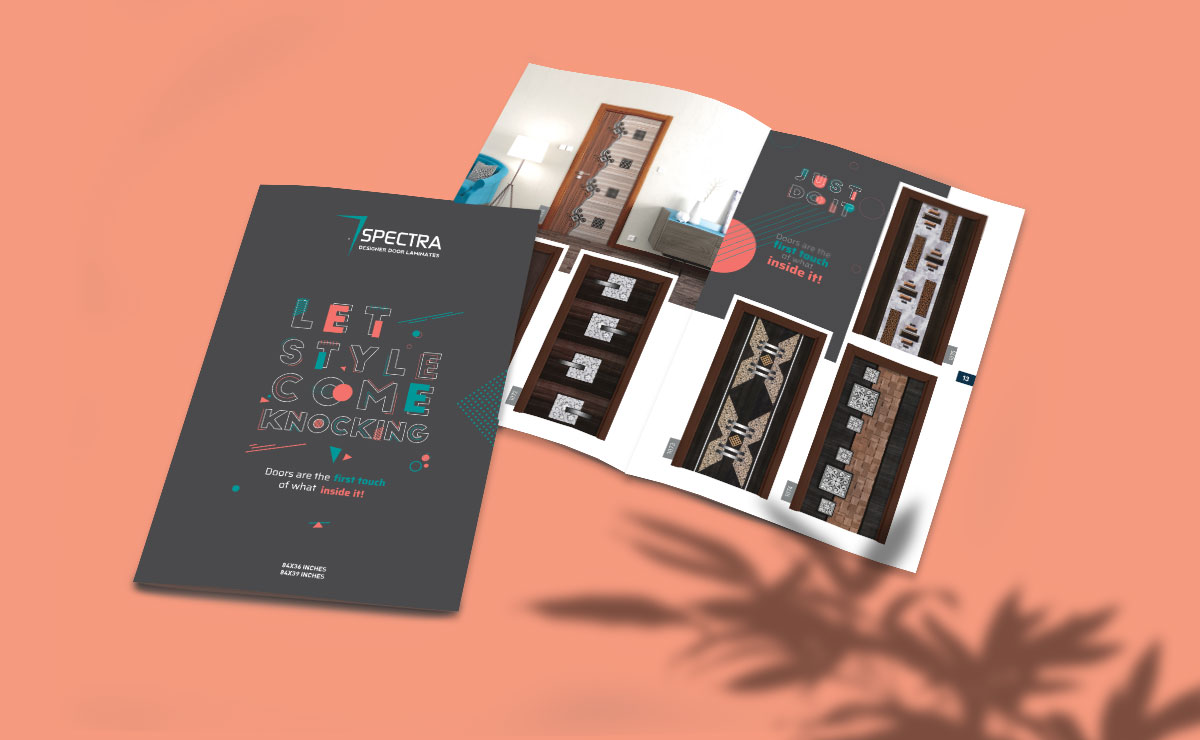 SPECTRA
DESIGNER DOOR LAMINATES
LET
STYLE
COME
KNOCKING
Doors are the first touch
of what inside it!
84X36 INCHES
84X39 INCHES
JUST
DO IT
Doors are the
first touch
of what
inside it!